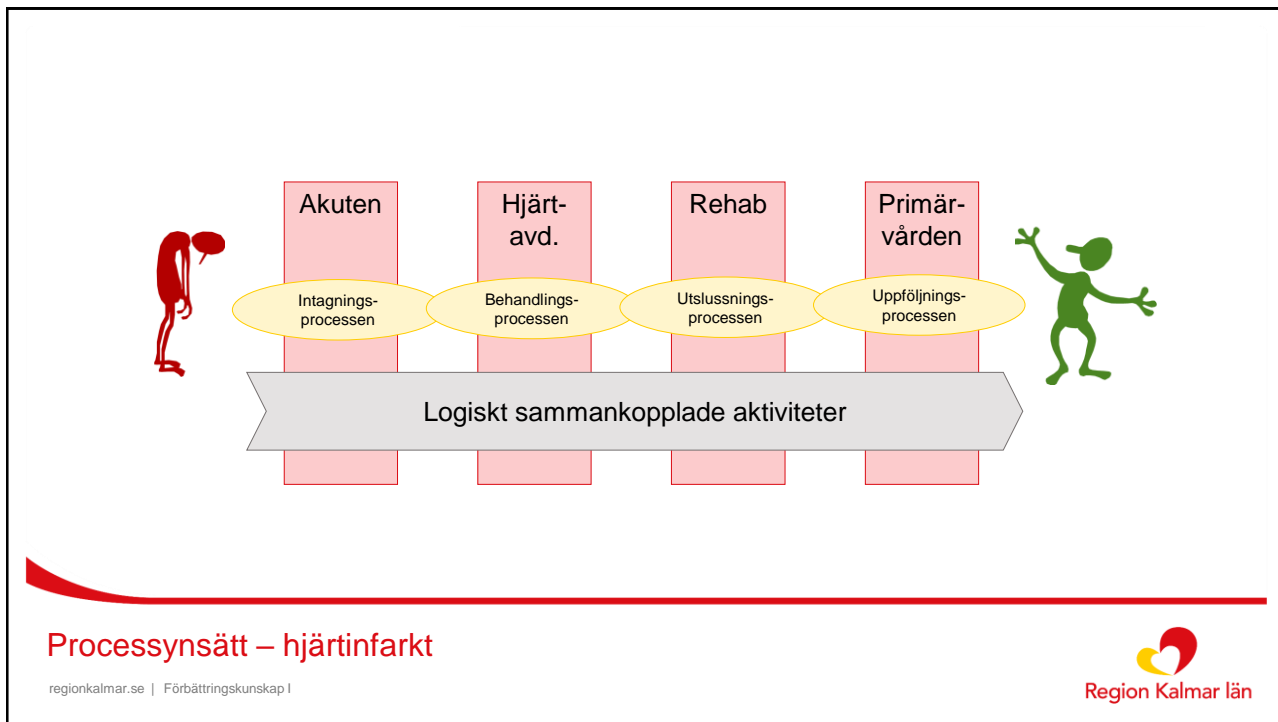 Akuten
Hjärt-
avd.
Rehab
Primär-
vården
Intagnings-
processen
Behandlings-
processen
Utslussnings-
processen
Uppföljnings-
processen
Logiskt sammankopplade aktiviteter
Processynsätt – hjärtinfarkt
regionkalmar.se | Förbättringskunskap I
Region Kalmar län